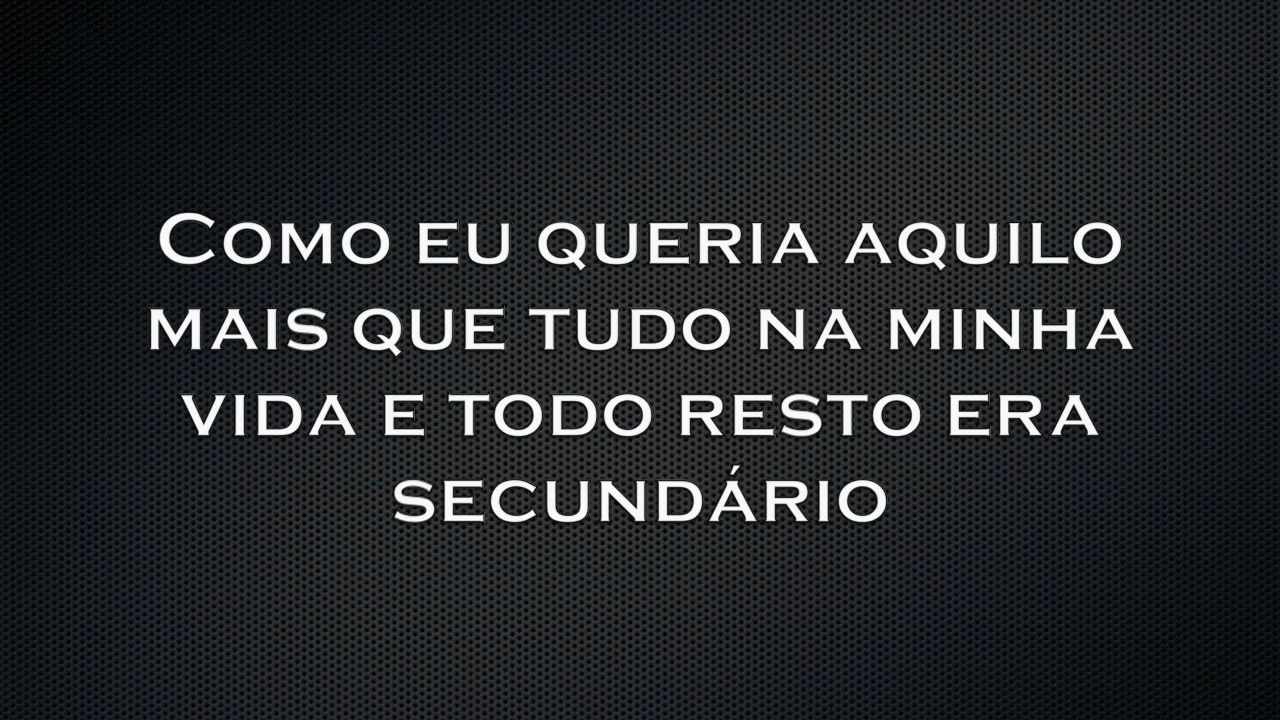 Como eu queria aquilo
mais que tudo na minha
vida e todo resto era
secundário